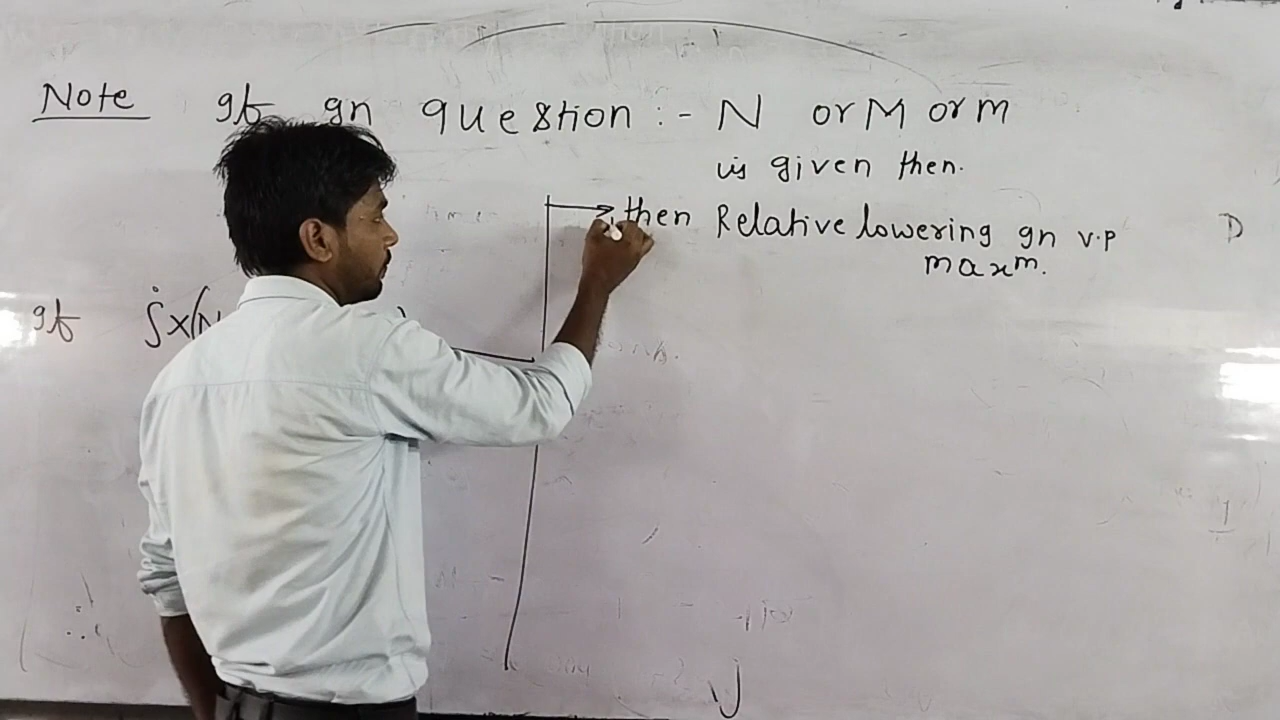 Note If In question :- N or M or m
is given then.
then Relative lowering In v.p
maxm.
If i×(N
D